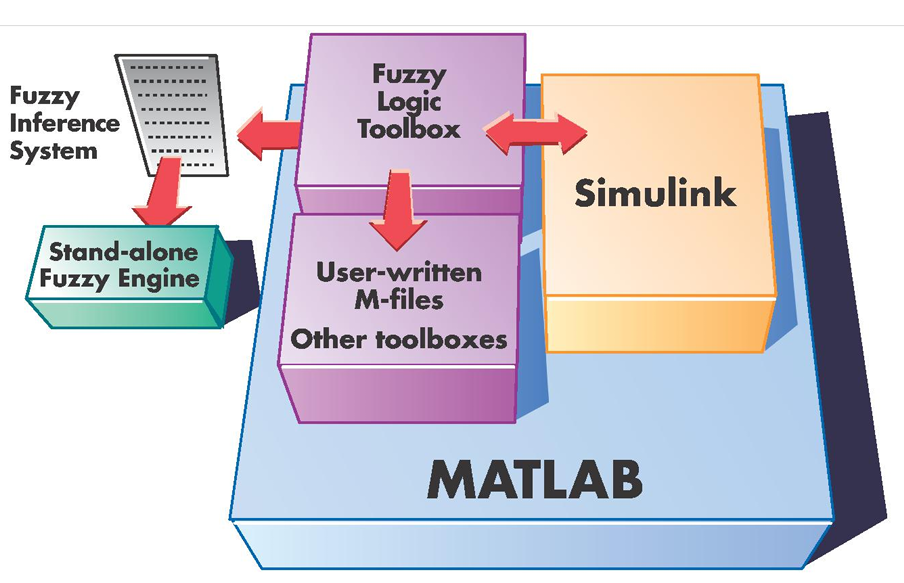 Fuzzy
Inference
System
Fuzzy
Logic
Toolbox
Simulink
Stand-alone
Fuzzy Engine
User-written
M-files
Other toolboxes
MATLAB